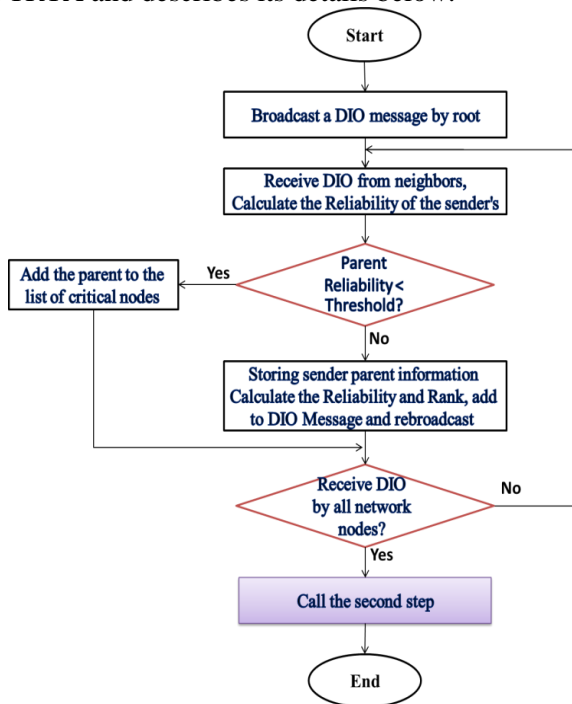 and describes its details below.
Start
Broadcast a DIO message by root
Receive DIO from neighbors,
Calculate the Reliability of the sender's
Parent
Reliability<
Threshold?
Yes
Add the parent to the
list of critical nodes
No
Storing sender parent information
Calculate the Reliability and Rank, add
to DIO Message and rebroadcast
Receive DIO
by all network
nodes?
No
Yes
Call the second step
End